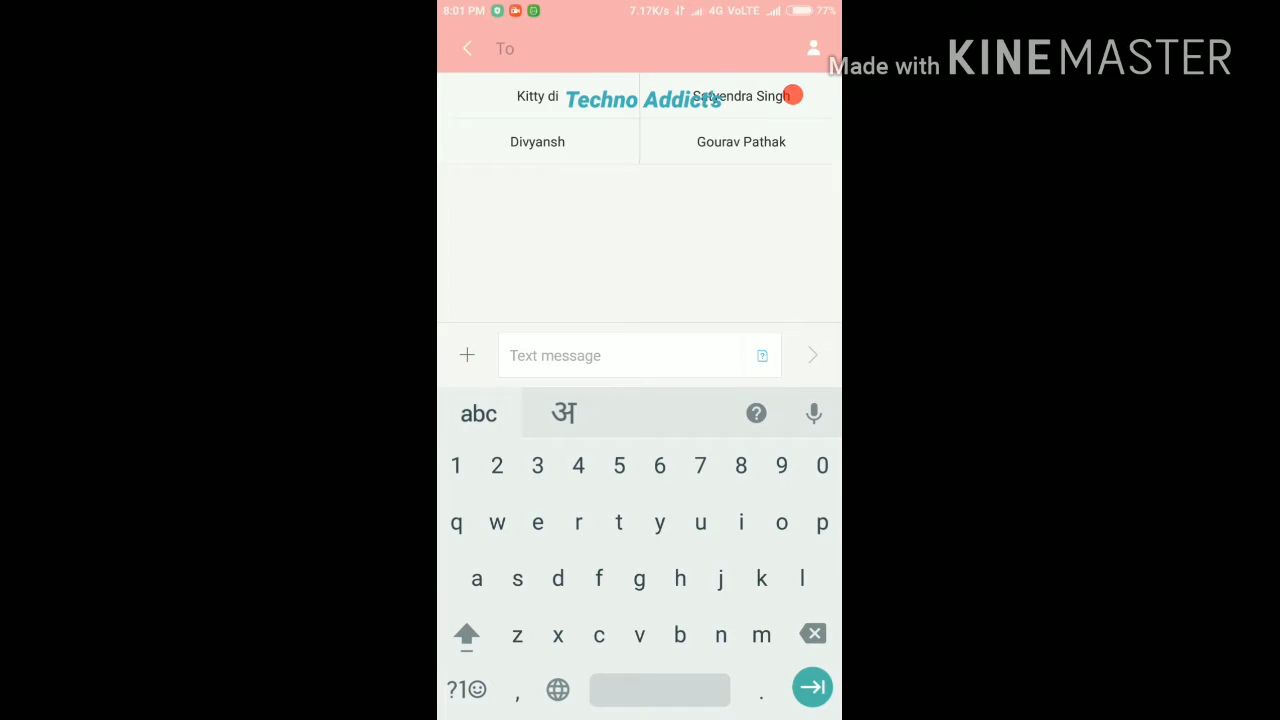 8:01 PM 7.17K/s 4G VoLTE 77%
To
Made with KINEMASTER
Kitty di
Satyendra Singh
Techno Addicts
Divyansh
Gourav Pathak
Text message
abc अ
1 2 3 4 5 6 7 8 9 0
q w e r t y u i o p
a s d f g h j k l
z x c v b n m
?1☺ , .